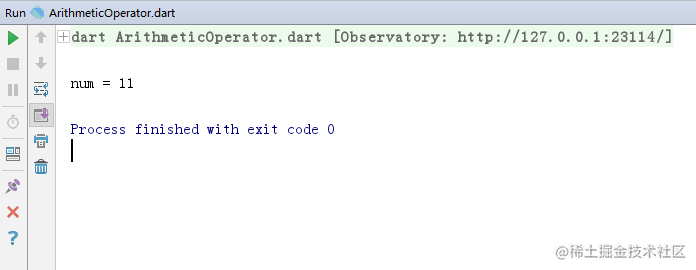 Run ArithmeticOperator.dart
dart ArithmeticOperator.dart [Observatory: http://127.0.0.1:23114/]
num = 11
Process finished with exit code 0
@稀土掘金技术社区